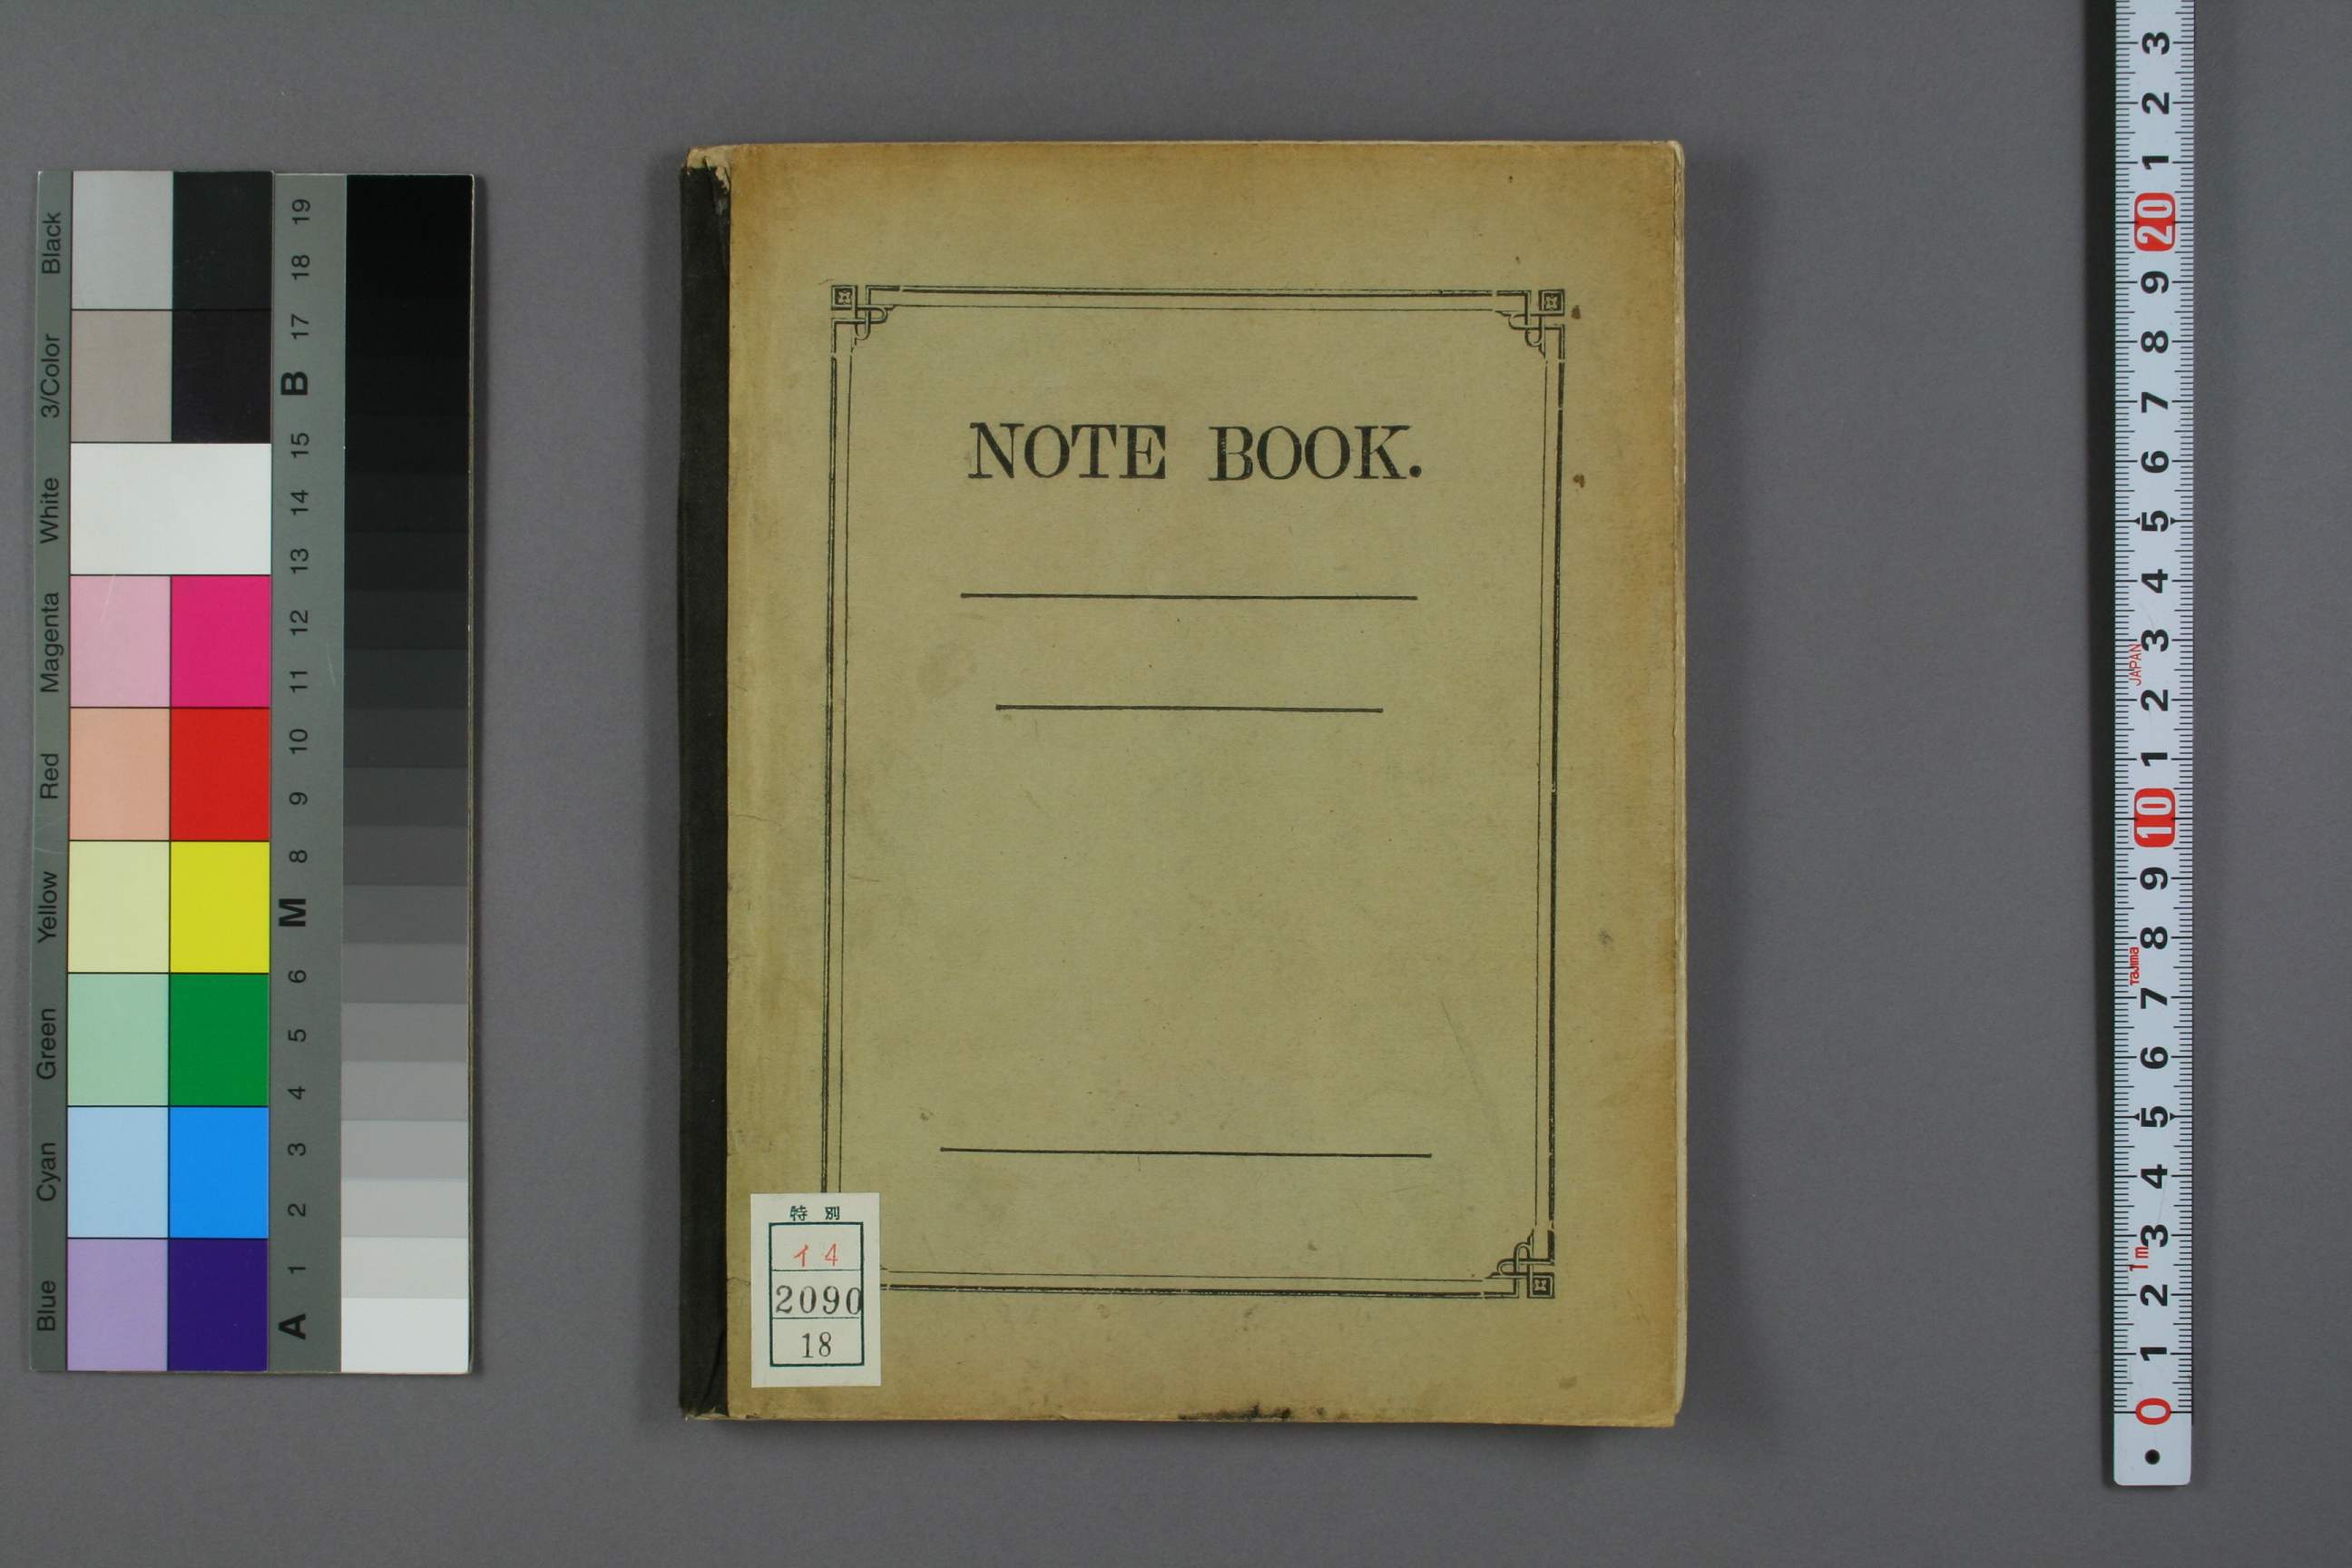 NOTE BOOK.
特別
イ4
2090
18
Black
3/Color
White
Magenta
Red
Yellow
Green
Cyan
Blue
19
18
17
B
15
14
13
12
11
10
9
8
M
6
5
4
3
2
1
A
3
2
1
20
9
8
7
6
5
4
3
JAPAN
2
1
10
9
8
Tajima
7
6
5
4
3
1m
2
1
0